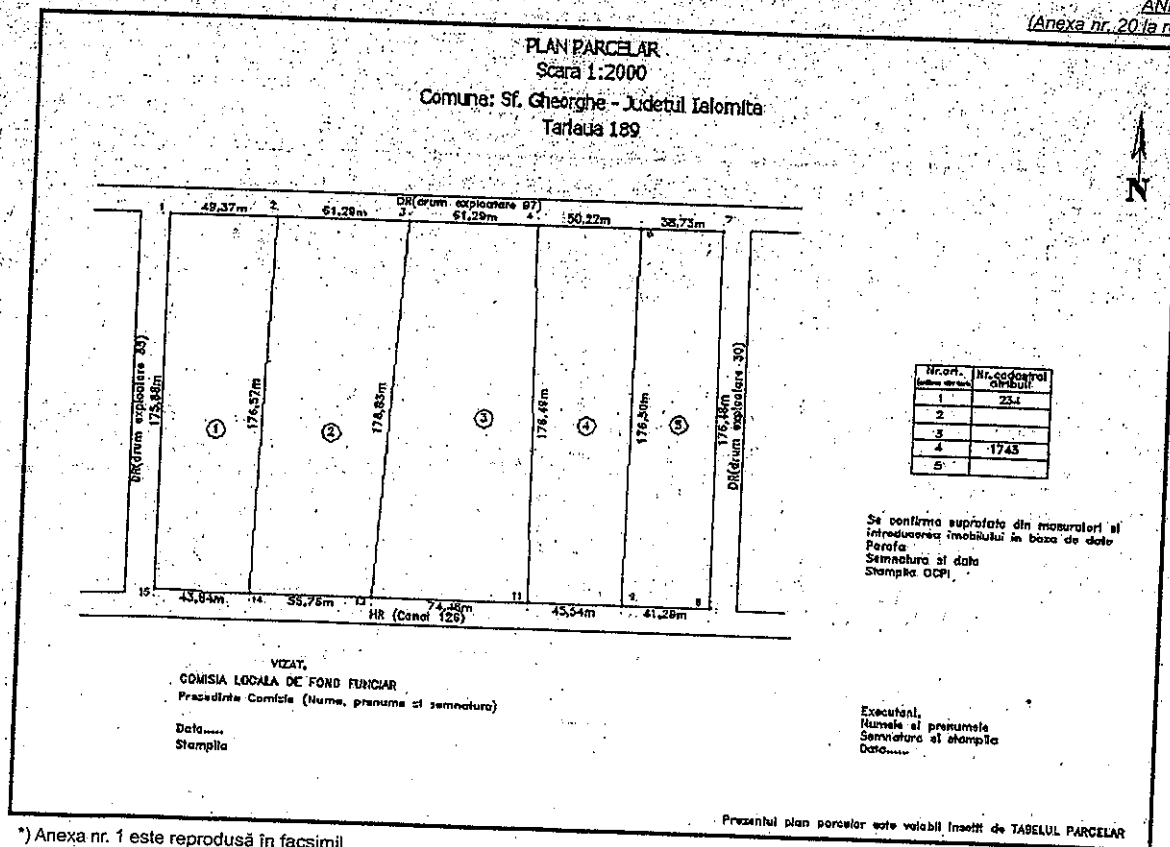 (Anexa nr. 20 la
PLAN PARCELAR
Scara 1:2000
Comuna: Sf. Gheorghe - Judetul Ialomita
Tarlaua 189
N
DR(drum exploatare 97)
1 49,37m 2 61,29m 3 61,29m 4 50,22m 6 38,73m 7
DR(drum exploatare
175,88m
176,57m
178,83m
176,49m
176,50m
176,48m
DR(drum exploatare 30)
1 2 3 4 5
15 43,84m 14 55,76m 13 74,48m 11 45,54m 9 41,29m 8
HR (Canal 126)
Nr.crt. Nr.cadastral
atribuit
1 234
2
3
4 1743
5
Se confirma suprafata din masuratori si
introducerea imobilului in baza de date
Parafa
Semnatura si data
Stampila OCPI
VIZAT,
COMISIA LOCALA DE FOND FUNCIAR
Presedinte Comisie (Nume, prenume si semnatura)
Data.....
Stampila
Executant,
Numele si prenumele
Semnatura si stampila
Data.....
Prezentul plan parcelar este valabil insotit de TABELUL PARCELAR
*) Anexa nr. 1 este reprodusă în facsimil